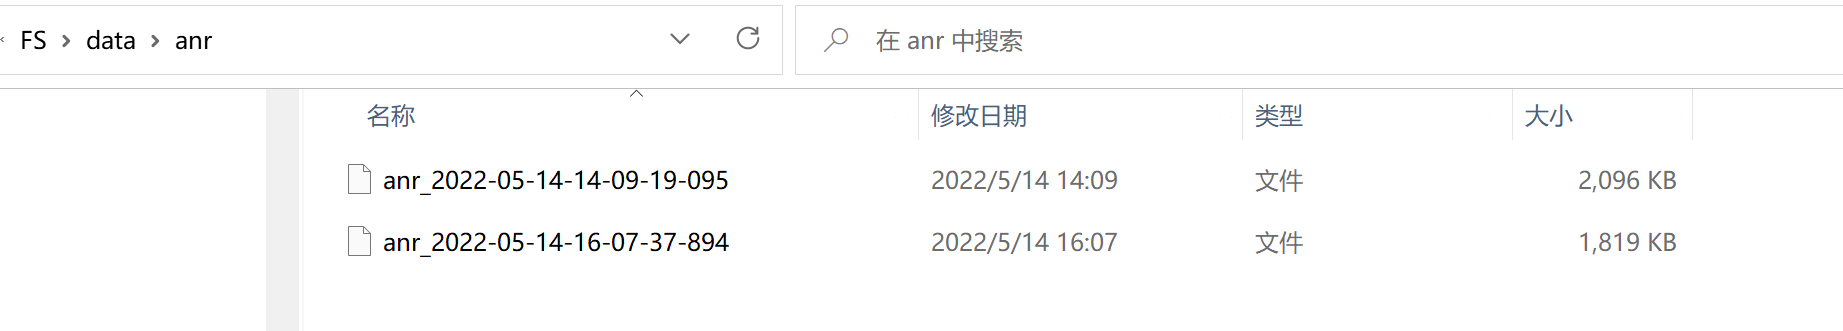 FS > data > anr
在 anr 中搜索
名称 修改日期 类型 大小
anr_2022-05-14-14-09-19-095 2022/5/14 14:09 文件 2,096 KB
anr_2022-05-14-16-07-37-894 2022/5/14 16:07 文件 1,819 KB